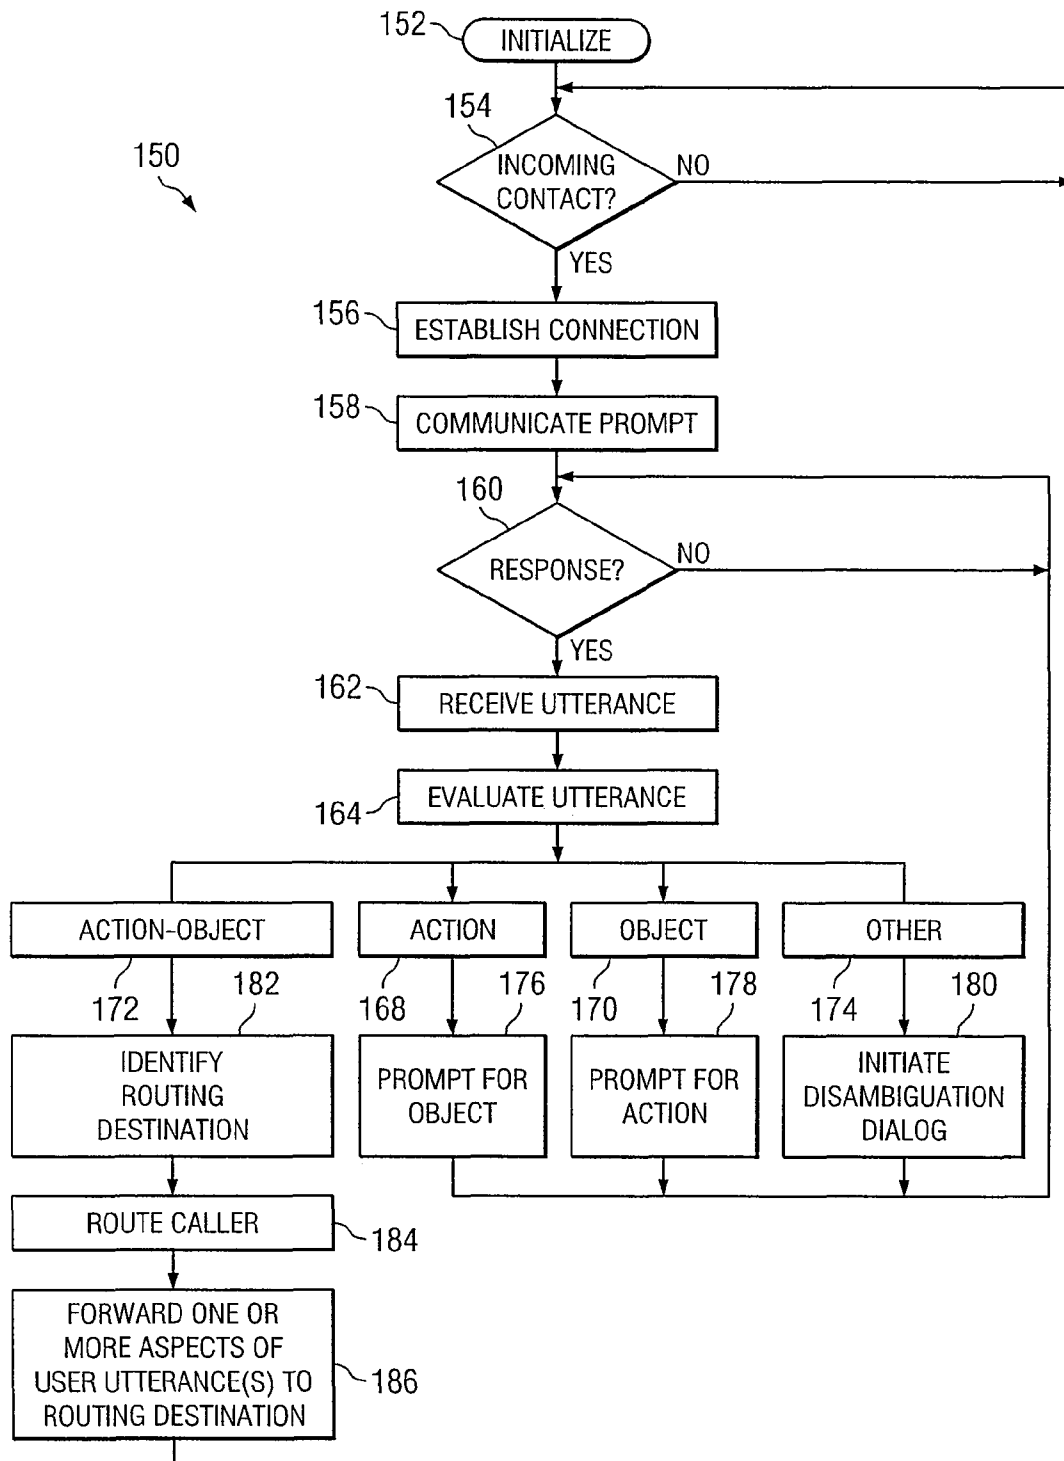 152
INITIALIZE
154
150
INCOMING
CONTACT?
NO
YES
156
ESTABLISH CONNECTION
158
COMMUNICATE PROMPT
160
RESPONSE?
NO
YES
162
RECEIVE UTTERANCE
164
EVALUATE UTTERANCE
ACTION-OBJECT
ACTION
OBJECT
OTHER
172
182
168
176
170
178
174
180
IDENTIFY
ROUTING
DESTINATION
PROMPT FOR
OBJECT
PROMPT FOR
ACTION
INITIATE
DISAMBIGUATION
DIALOG
ROUTE CALLER
184
FORWARD ONE OR
MORE ASPECTS OF
USER UTTERANCE(S) TO
ROUTING DESTINATION
186